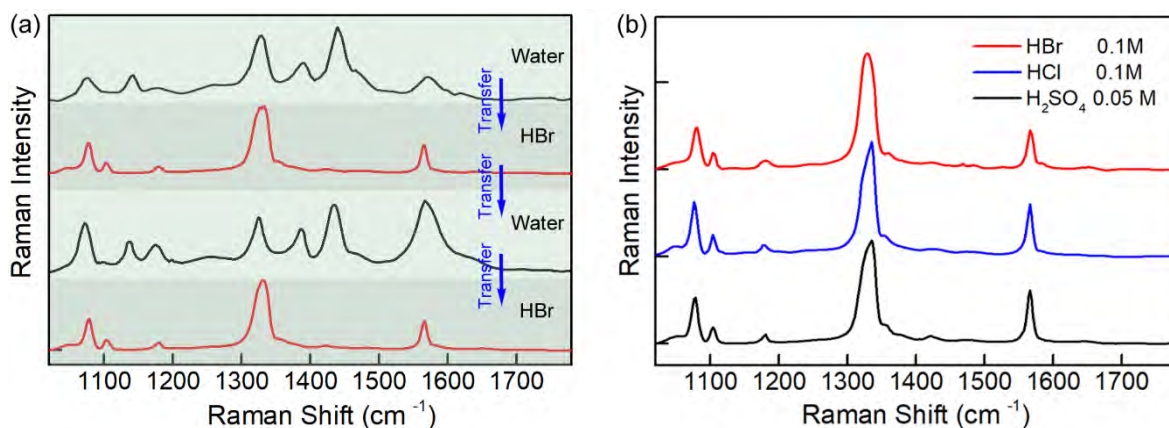 (a)
Water
Transfer
HBr
Transfer
Water
Transfer
HBr
Raman Intensity
1100 1200 1300 1400 1500 1600 1700
Raman Shift (cm⁻¹)
(b)
HBr 0.1M
HCl 0.1M
H₂SO₄ 0.05 M
Raman Intensity
1100 1200 1300 1400 1500 1600 1700
Raman Shift (cm⁻¹)